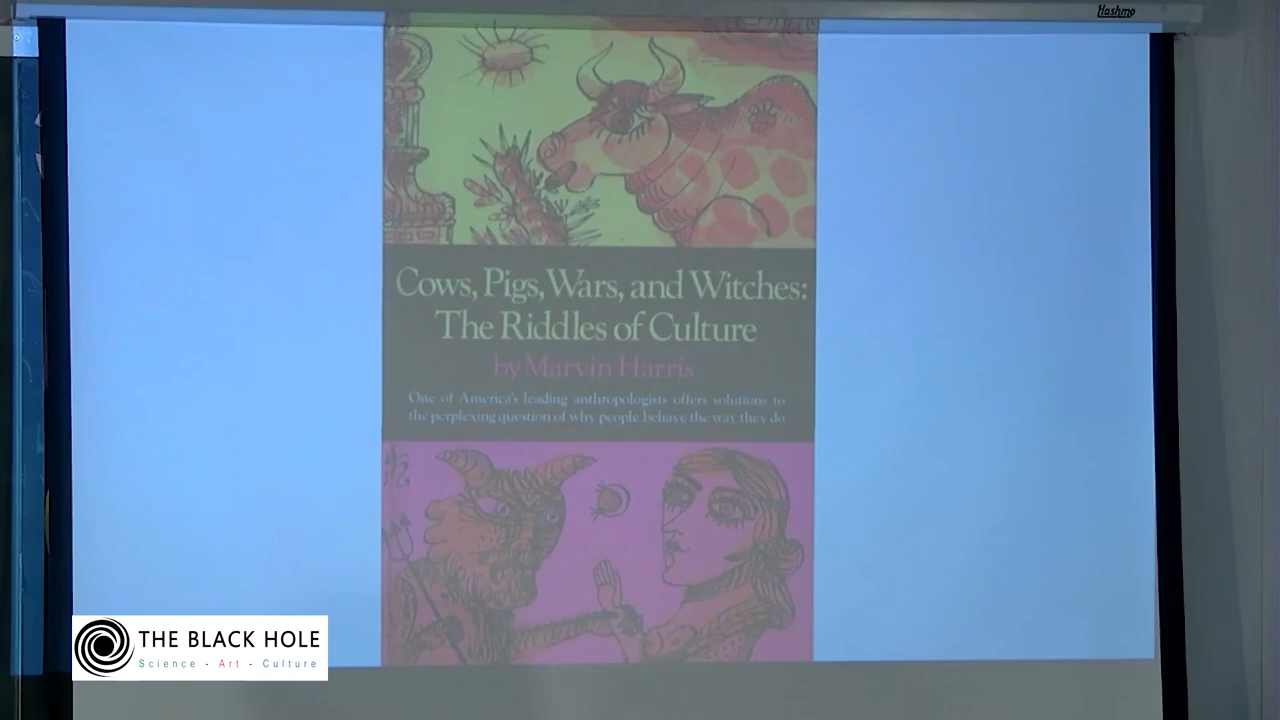 Hashmo
Cows, Pigs, Wars, and Witches:
The Riddles of Culture
by Marvin Harris
One of America's leading anthropologists offers solutions to
the perplexing question of why people behave the way they do
THE BLACK HOLE
Science - Art - Culture